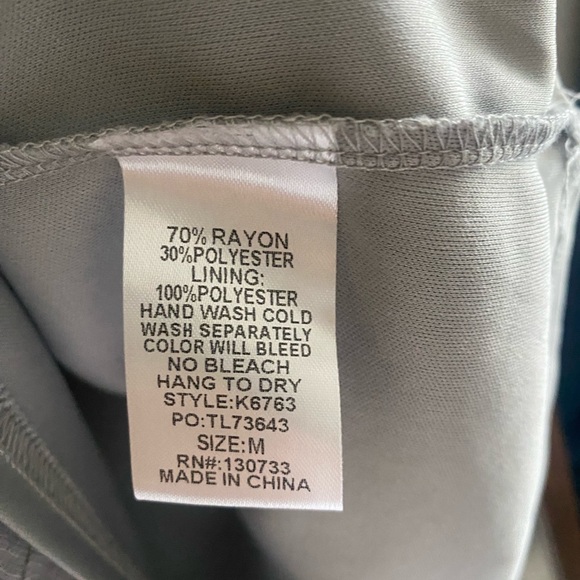 70% RAYON
30%POLYESTER
LINING:
100%POLYESTER
HAND WASH COLD
WASH SEPARATELY
COLOR WILL BLEED
NO BLEACH
HANG TO DRY
STYLE:K6763
PO:TL73643
SIZE:M
RN#:130733
MADE IN CHINA